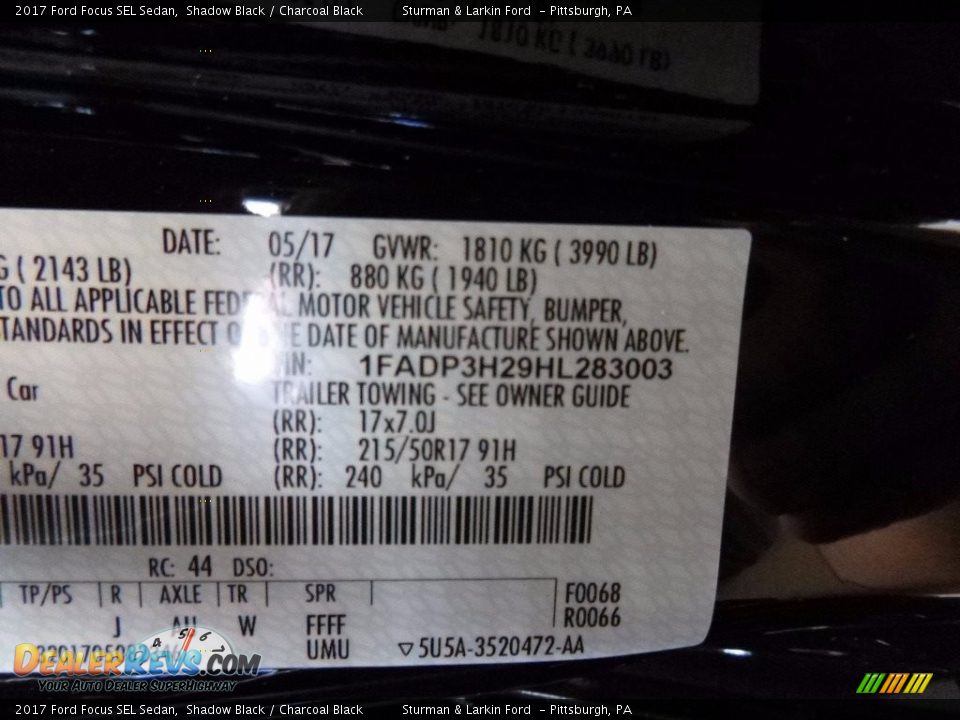 2017 Ford Focus SEL Sedan, Shadow Black / Charcoal Black Sturman & Larkin Ford - Pittsburgh, PA
1810 KG ( 3990 LB)
DATE: 05/17 GVWR: 1810 KG ( 3990 LB)
G ( 2143 LB) (RR): 880 KG ( 1940 LB)
TO ALL APPLICABLE FEDERAL MOTOR VEHICLE SAFETY, BUMPER,
TANDARDS IN EFFECT ON THE DATE OF MANUFACTURE SHOWN ABOVE.
VIN: 1FADP3H29HL283003
Car TRAILER TOWING - SEE OWNER GUIDE
(RR): 17x7.0J
17 91H (RR): 215/50R17 91H
kPa/ 35 PSI COLD (RR): 240 kPa/ 35 PSI COLD
RC: 44 DSO:
TP/PS R AXLE TR SPR F0068
J AU W FFFF R0066
UMU ▽5U5A-3520472-AA
DealerRevs.com
Your Auto Dealer SuperHighway
2017 Ford Focus SEL Sedan, Shadow Black / Charcoal Black Sturman & Larkin Ford - Pittsburgh, PA